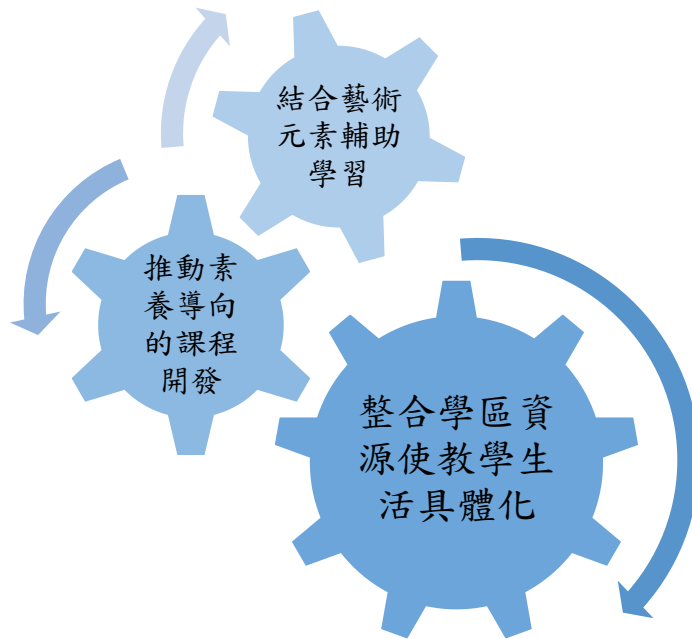 結合藝術
元素輔助
學習
推動素
養導向
的課程
開發
整合學區資
源使教學生
活具體化